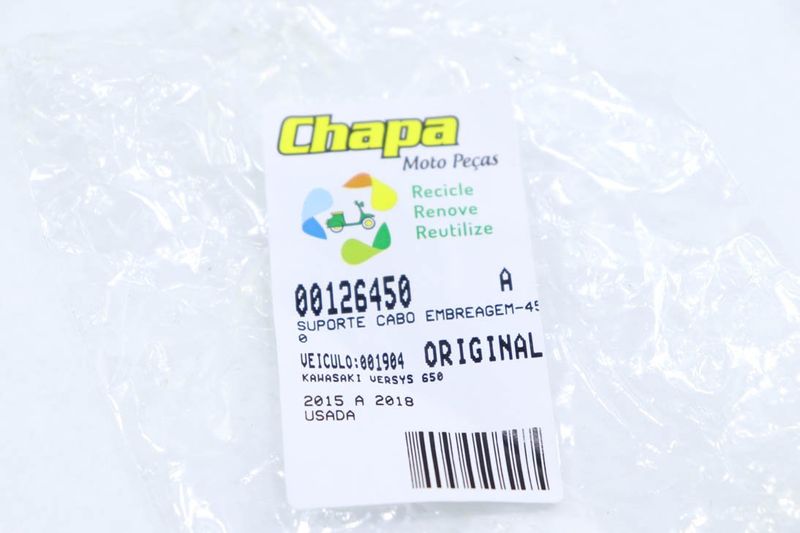 Chapa
Moto Peças
Recicle
Renove
Reutilize
00126450 A
SUPORTE CABO EMBREAGEM-45
0
VEICULO:001904 ORIGINAL
KAWASAKI VERSYS 650
2015 A 2018
USADA